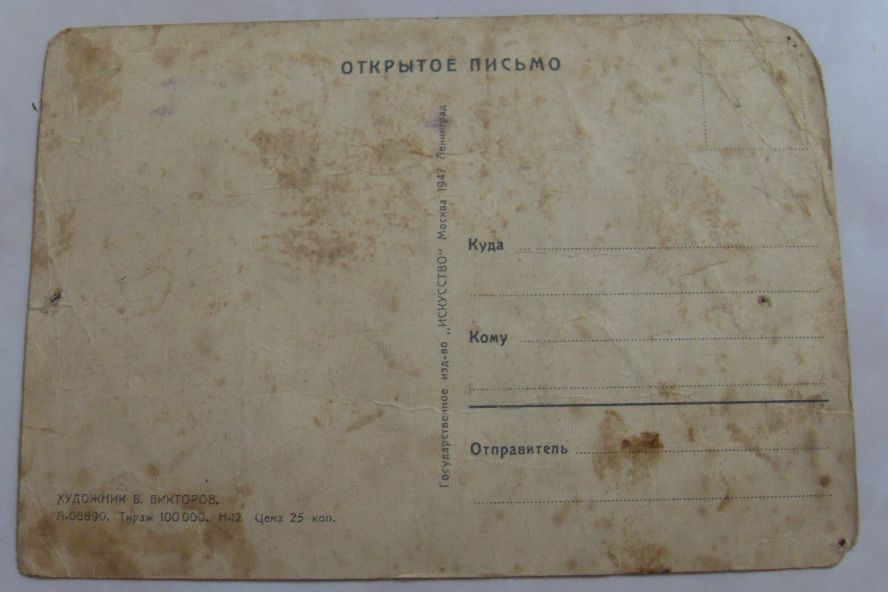 ОТКРЫТОЕ ПИСЬМО
Государственное изд-во „ИСКУССТВО" Москва 1947 Ленинград
Куда
Кому
Отправитель
ХУДОЖНИК В. ВИКТОРОВ.
А-06890. Тираж 100 000. Н-12 Цена 25 коп.